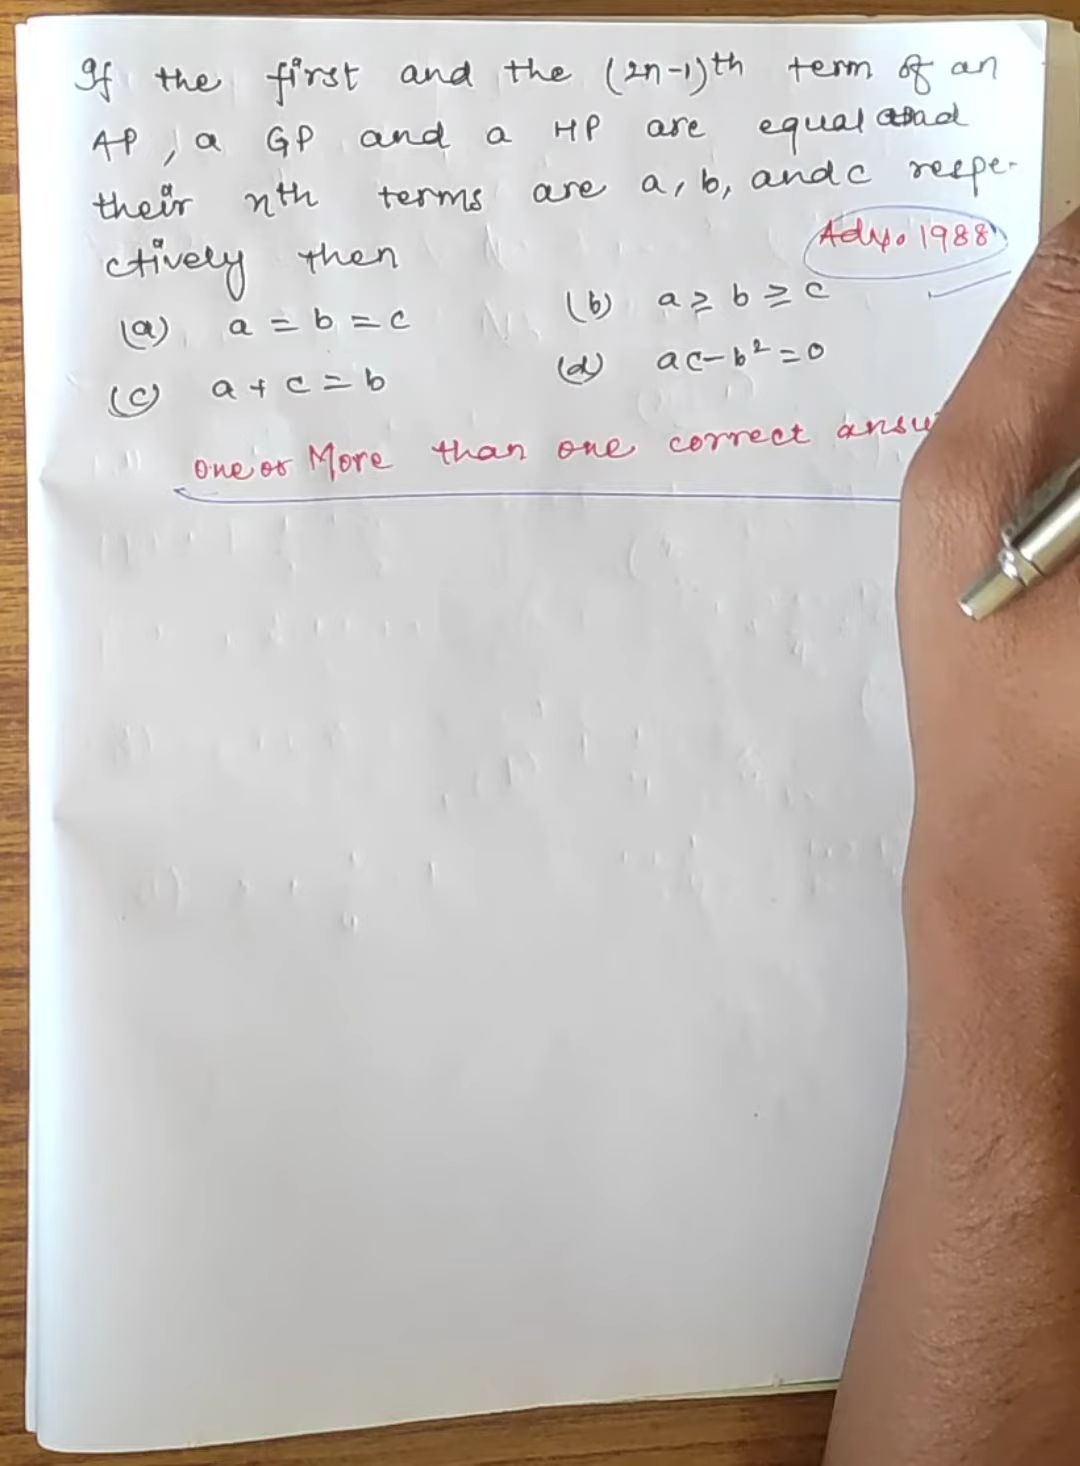 If the first and the (2n-1)th term of an
AP, a GP and a HP are equal and
their nth terms are a, b, and c respe-
ctively then
Adv. 1988
(a) a = b = c
(b) a ≥ b ≥ c
(c) a + c = b
(d) ac - b² = 0
one or More than one correct